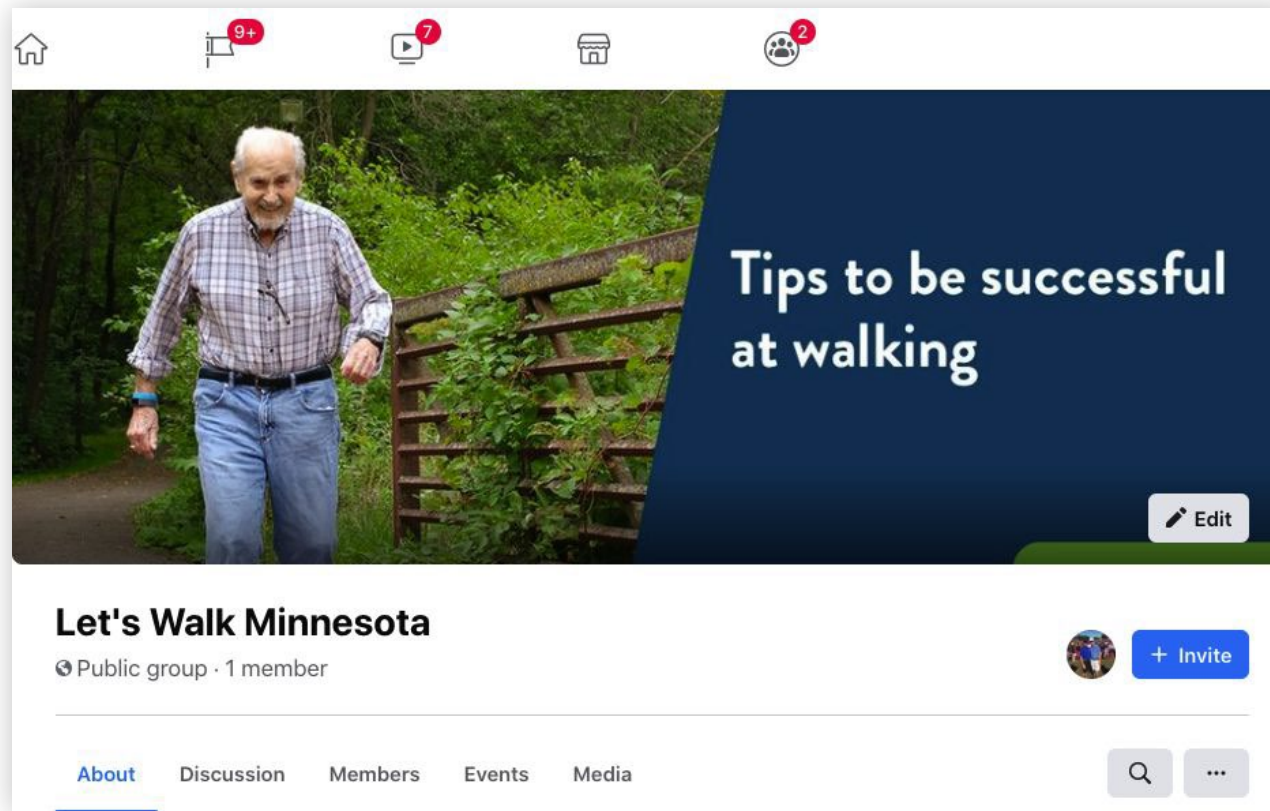 9+
7
2
Tips to be successful
at walking
Edit
Let's Walk Minnesota
Public group · 1 member
+ Invite
About Discussion Members Events Media
...